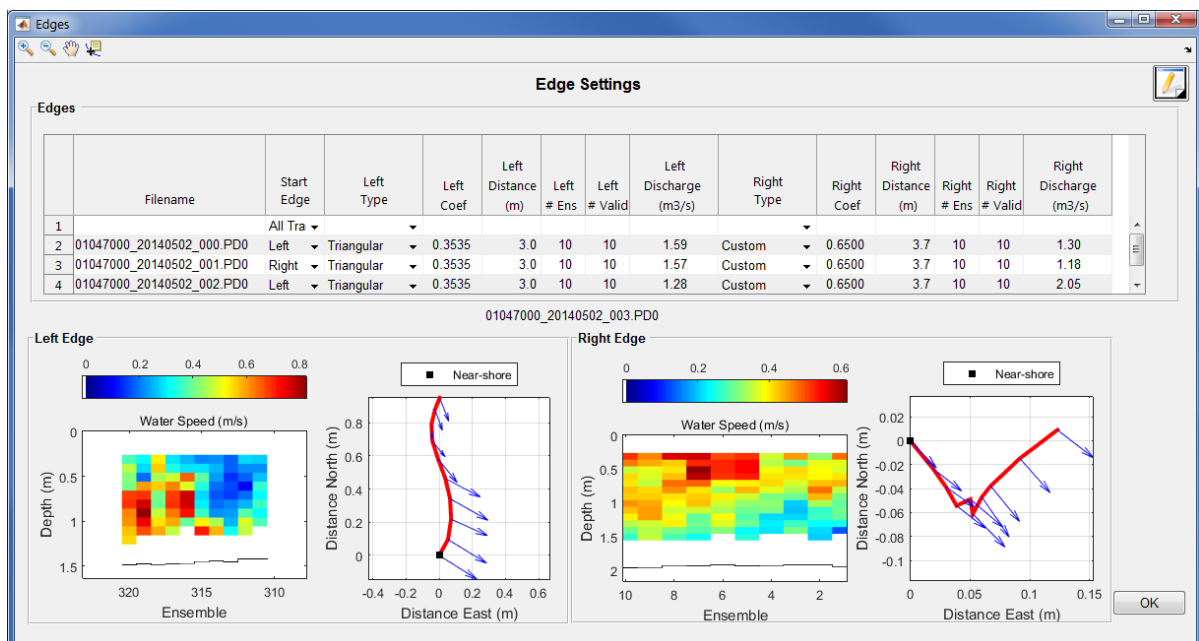 Edges
Edge Settings
Edges
Filename Start Edge Left Type Left Coef Left Distance (m) Left # Ens Left # Valid Left Discharge (m3/s) Right Type Right Coef Right Distance (m) Right # Ens Right # Valid Right Discharge (m3/s)
1 All Tra
2 01047000_20140502_000.PD0 Left Triangular 0.3535 3.0 10 10 1.59 Custom 0.6500 3.7 10 10 1.30
3 01047000_20140502_001.PD0 Right Triangular 0.3535 3.0 10 10 1.57 Custom 0.6500 3.7 10 10 1.18
4 01047000_20140502_002.PD0 Left Triangular 0.3535 3.0 10 10 1.28 Custom 0.6500 3.7 10 10 2.05
01047000_20140502_003.PD0
Left Edge
0 0.2 0.4 0.6 0.8
Water Speed (m/s)
0
0.5
1
1.5
Depth (m)
320 315 310
Ensemble
Near-shore
0.8
0.6
0.4
0.2
0
Distance North (m)
-0.4 -0.2 0 0.2 0.4 0.6
Distance East (m)
Right Edge
0 0.2 0.4 0.6
Water Speed (m/s)
0
0.5
1
1.5
2
Depth (m)
10 8 6 4 2
Ensemble
Near-shore
0.02
0
-0.02
-0.04
-0.06
-0.08
-0.1
Distance North (m)
0 0.05 0.1 0.15
Distance East (m)
OK